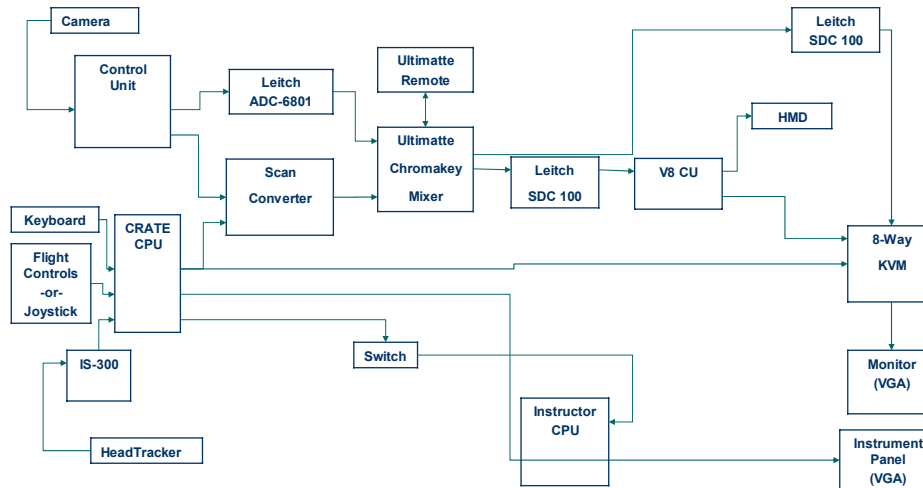 Camera
Control
Unit
Leitch
ADC-6801
Ultimatte
Remote
Leitch
SDC 100
HMD
Ultimatte
Chromakey
Mixer
Scan
Converter
Leitch
SDC 100
V8 CU
Keyboard
CRATE
CPU
Flight
Controls
-or-
Joystick
8-Way
KVM
IS-300
Switch
Monitor
(VGA)
Instructor
CPU
HeadTracker
Instrument
Panel
(VGA)